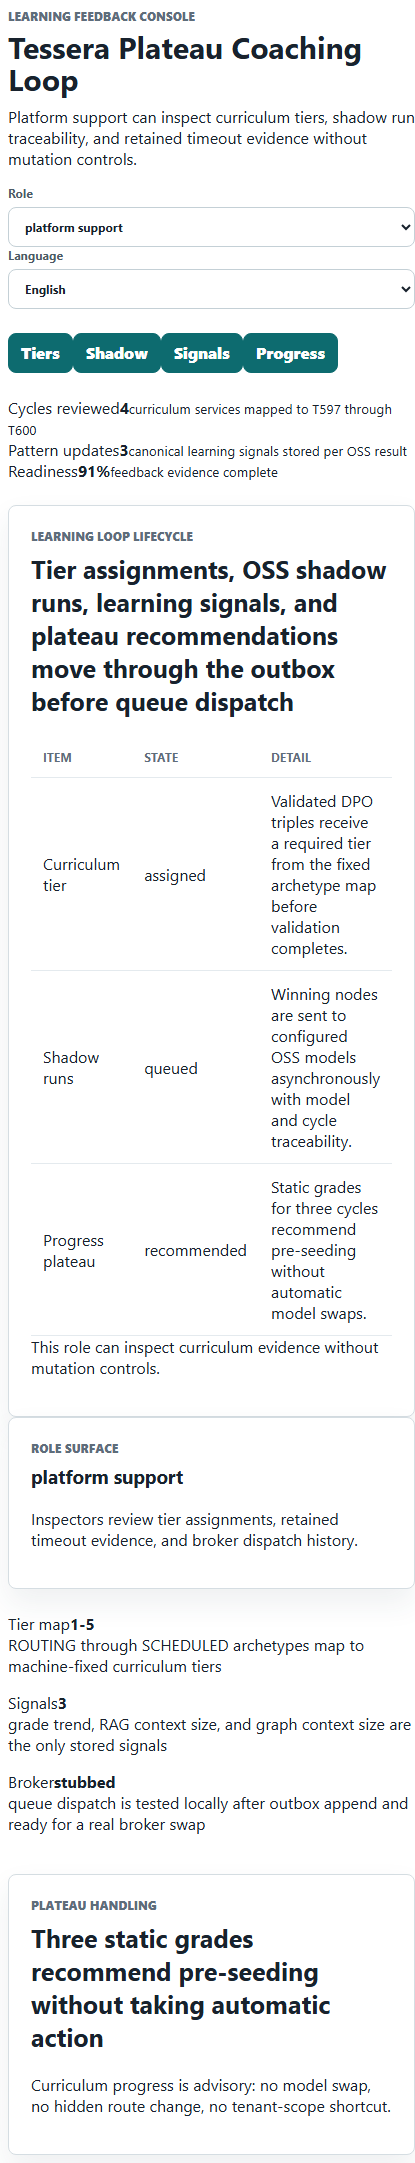 LEARNING FEEDBACK CONSOLE
Tessera Plateau Coaching
Loop
Platform support can inspect curriculum tiers, shadow run
traceability, and retained timeout evidence without
mutation controls.
Role
platform support
Language
English
Tiers Shadow Signals Progress
Cycles reviewed4curriculum services mapped to T597 through
T600
Pattern updates3canonical learning signals stored per OSS result
Readiness91%feedback evidence complete
LEARNING LOOP LIFECYCLE
Tier assignments, OSS shadow
runs, learning signals, and
plateau recommendations
move through the outbox
before queue dispatch
ITEM STATE DETAIL
Curriculum
tier
assigned
Validated DPO
triples receive
a required tier
from the fixed
archetype map
before
validation
completes.
Shadow
runs
queued
Winning nodes
are sent to
configured
OSS models
asynchronously
with model
and cycle
traceability.
Progress
plateau
recommended
Static grades
for three cycles
recommend
pre-seeding
without
automatic
model swaps.
This role can inspect curriculum evidence without
mutation controls.
ROLE SURFACE
platform support
Inspectors review tier assignments, retained
timeout evidence, and broker dispatch history.
Tier map1-5
ROUTING through SCHEDULED archetypes map to
machine-fixed curriculum tiers
Signals3
grade trend, RAG context size, and graph context size are
the only stored signals
Brokerstubbed
queue dispatch is tested locally after outbox append and
ready for a real broker swap
PLATEAU HANDLING
Three static grades
recommend pre-seeding
without taking automatic
action
Curriculum progress is advisory: no model swap,
no hidden route change, no tenant-scope shortcut.